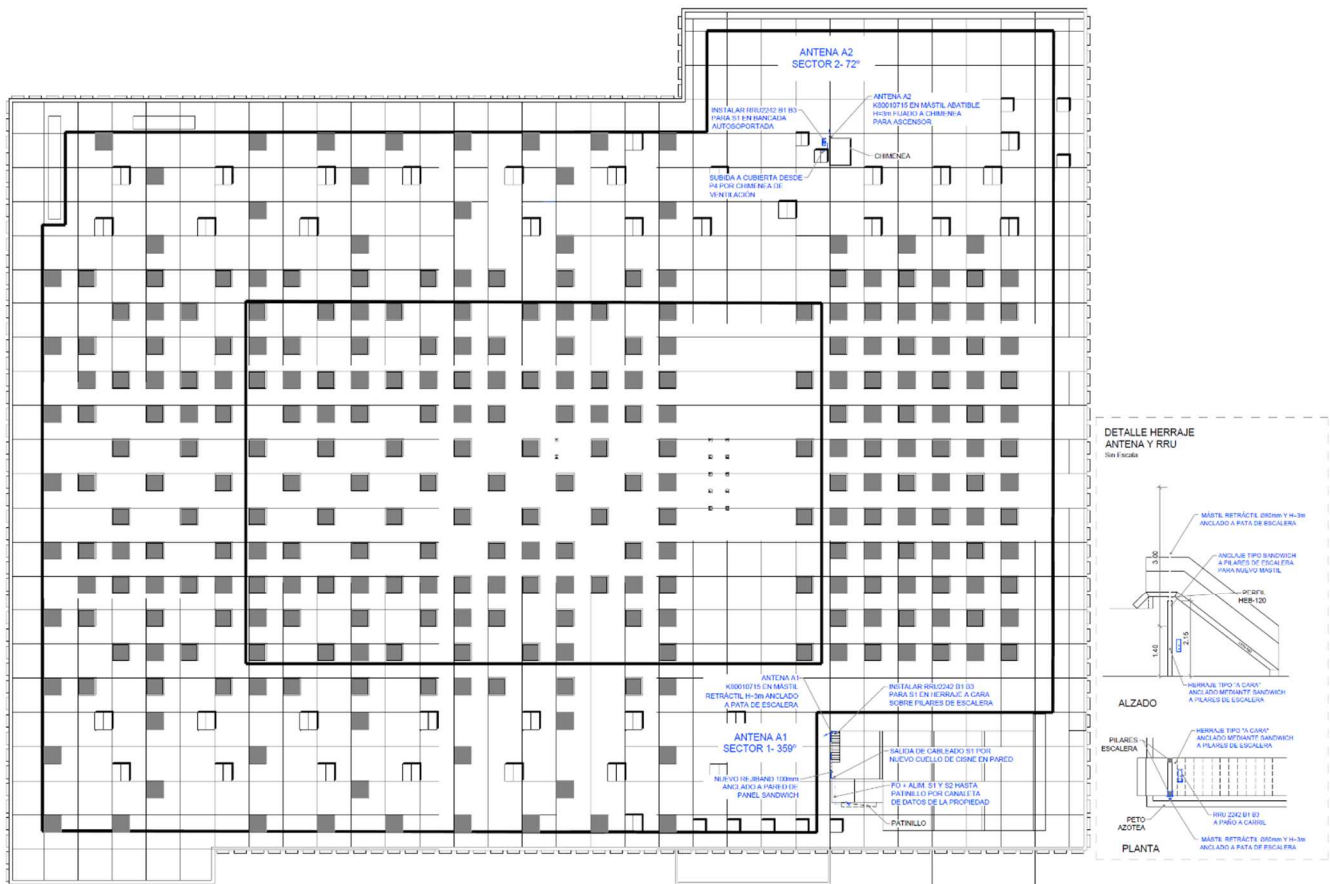 ANTENA A2
SECTOR 2- 72º
INSTALAR RRU2242 B1 B3
PARA S1 EN BANCADA
AUTOSOPORTADA
ANTENA A2
K80010715 EN MÁSTIL ABATIBLE
H=3m FIJADO A CHIMENEA
PARA ASCENSOR
CHIMENEA
SUBIDA A CUBIERTA DESDE
P4 POR CHIMENEA DE
VENTILACIÓN
ANTENA A1
K80010715 EN MÁSTIL
RETRÁCTIL H=3m ANCLADO
A PATA DE ESCALERA
INSTALAR RRU2242 B1 B3
PARA S1 EN HERRAJE A CARA
SOBRE PILARES DE ESCALERA
ANTENA A1
SECTOR 1- 359º
SALIDA DE CABLEADO S1 POR
NUEVO CUELLO DE CISNE EN PARED
NUEVO REJIBAND 100mm
ANCLADO A PARED DE
PANEL SANDWICH
FO + ALIM. S1 Y S2 HASTA
PATINILLO POR CANALETA
DE DATOS DE LA PROPIEDAD
PATINILLO
DETALLE HERRAJE
ANTENA Y RRU
Sin Escala
MÁSTIL RETRÁCTIL Ø60mm Y H=3m
ANCLADO A PATA DE ESCALERA
3.00
ANCLAJE TIPO SANDWICH
A PILARES DE ESCALERA
PARA NUEVO MÁSTIL
PERFIL
HEB-120
2.15
1.40
HERRAJE TIPO "A CARA"
ANCLADO MEDIANTE SANDWICH
A PILARES DE ESCALERA
ALZADO
PILARES
ESCALERA
HERRAJE TIPO "A CARA"
ANCLADO MEDIANTE SANDWICH
A PILARES DE ESCALERA
RRU 2242 B1 B3
A PAÑO A CARRIL
PETO
AZOTEA
MÁSTIL RETRÁCTIL Ø60mm Y H=3m
ANCLADO A PATA DE ESCALERA
PLANTA